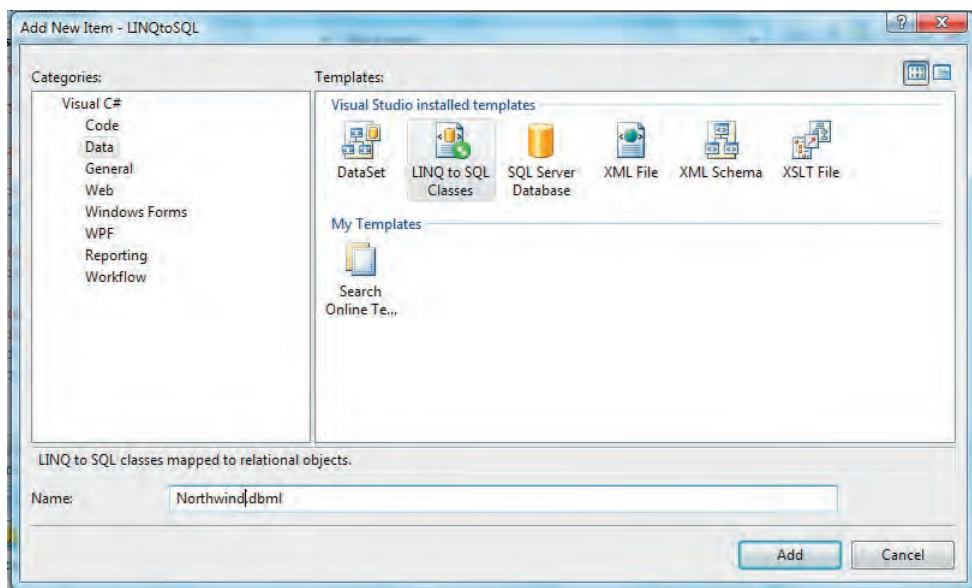 Add New Item - LINQtoSQL
Categories:
Templates:
Visual C#
Code
Data
General
Web
Windows Forms
WPF
Reporting
Workflow
Visual Studio installed templates
DataSet
LINQ to SQL
Classes
SQL Server
Database
XML File
XML Schema
XSLT File
My Templates
Search
Online Te...
LINQ to SQL classes mapped to relational objects.
Name:
Northwind.dbml
Add
Cancel